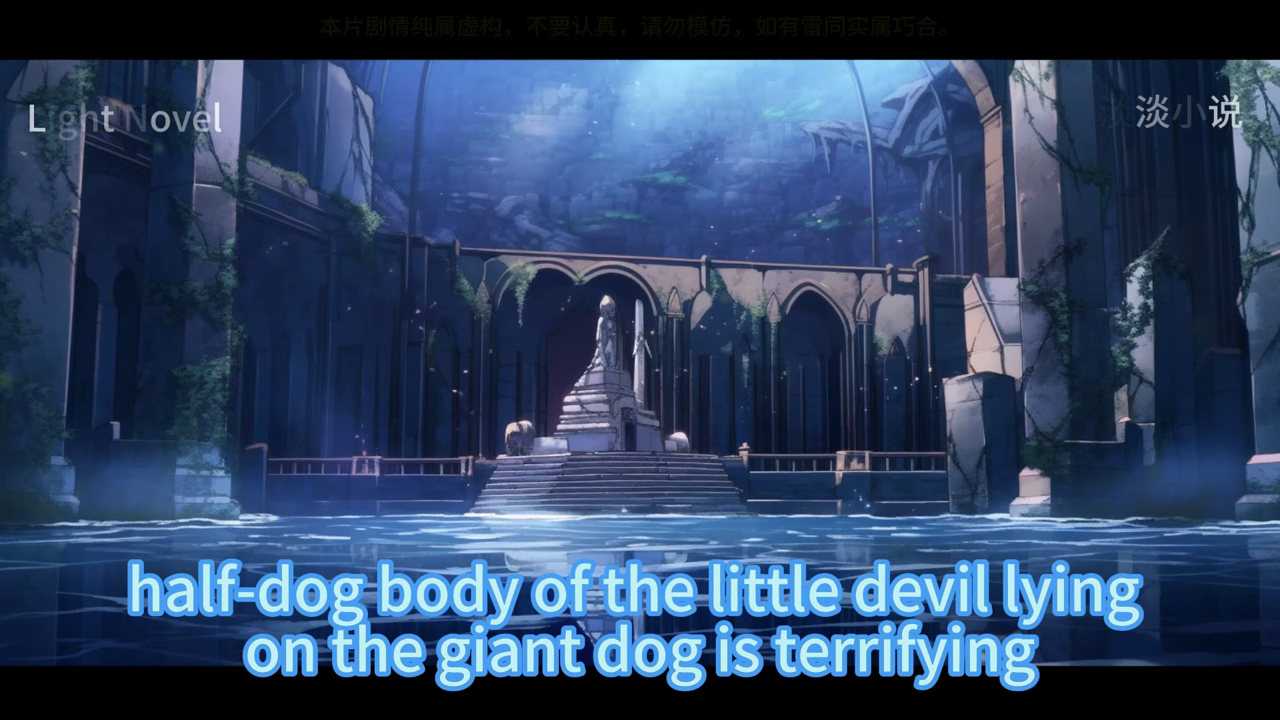 本片剧情纯属虚构，不要认真，请勿模仿，如有雷同实属巧合。
Light Novel
淡淡小说
half-dog body of the little devil lying
on the giant dog is terrifying